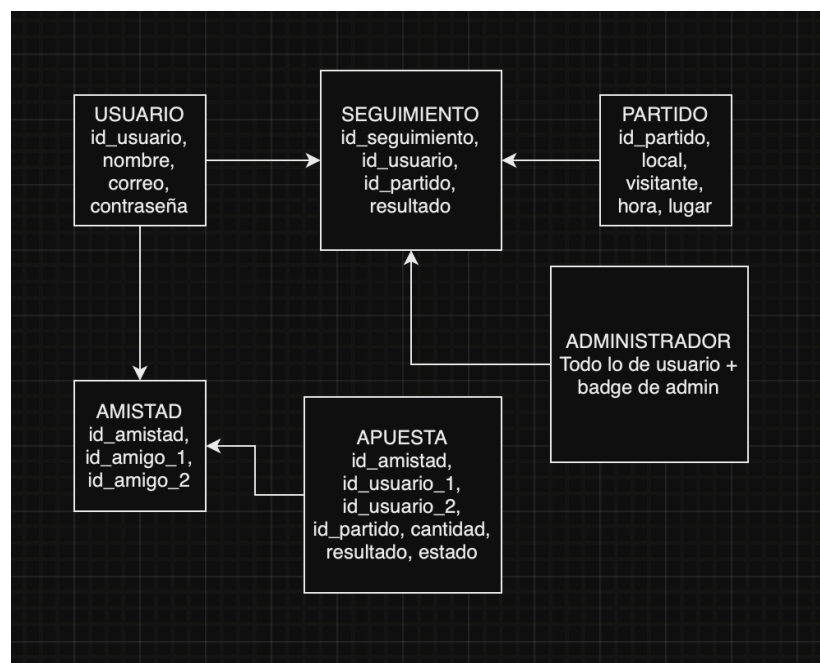 USUARIO
id_usuario,
nombre,
correo,
contraseña
SEGUIMIENTO
id_seguimiento,
id_usuario,
id_partido,
resultado
PARTIDO
id_partido,
local,
visitante,
hora, lugar
ADMINISTRADOR
Todo lo de usuario +
badge de admin
AMISTAD
id_amistad,
id_amigo_1,
id_amigo_2
APUESTA
id_amistad,
id_usuario_1,
id_usuario_2,
id_partido, cantidad,
resultado, estado